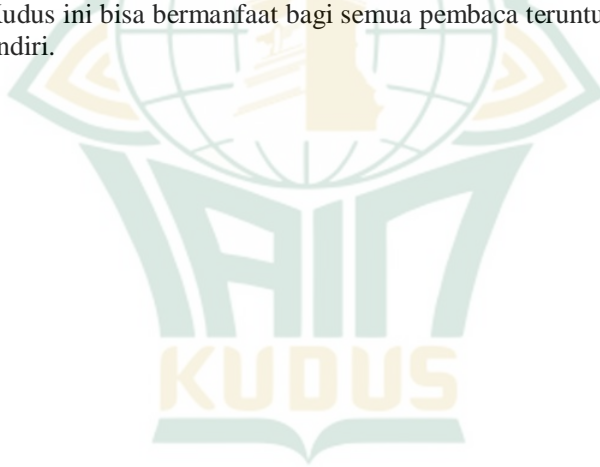 Kudus ini bisa bermanfaat bagi semua pembaca teruntu
ndiri.
IAIN
KUDUS